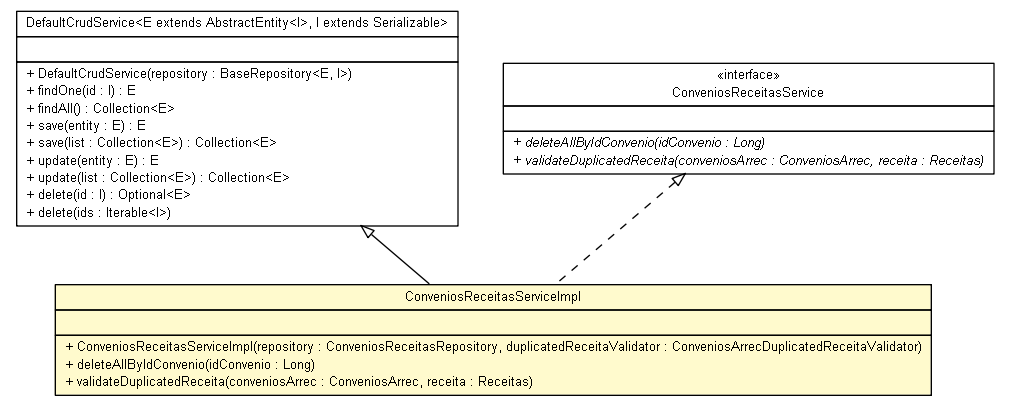 DefaultCrudService<E extends AbstractEntity<I>, I extends Serializable>
+ DefaultCrudService(repository : BaseRepository<E, I>)
+ findOne(id : I) : E
+ findAll() : Collection<E>
+ save(entity : E) : E
+ save(list : Collection<E>) : Collection<E>
+ update(entity : E) : E
+ update(list : Collection<E>) : Collection<E>
+ delete(id : I) : Optional<E>
+ delete(ids : Iterable<I>)
«interface»
ConveniosReceitasService
+ deleteAllByIdConvenio(idConvenio : Long)
+ validateDuplicatedReceita(conveniosArrec : ConveniosArrec, receita : Receitas)
ConveniosReceitasServiceImpl
+ ConveniosReceitasServiceImpl(repository : ConveniosReceitasRepository, duplicatedReceitaValidator : ConveniosArrecDuplicatedReceitaValidator)
+ deleteAllByIdConvenio(idConvenio : Long)
+ validateDuplicatedReceita(conveniosArrec : ConveniosArrec, receita : Receitas)